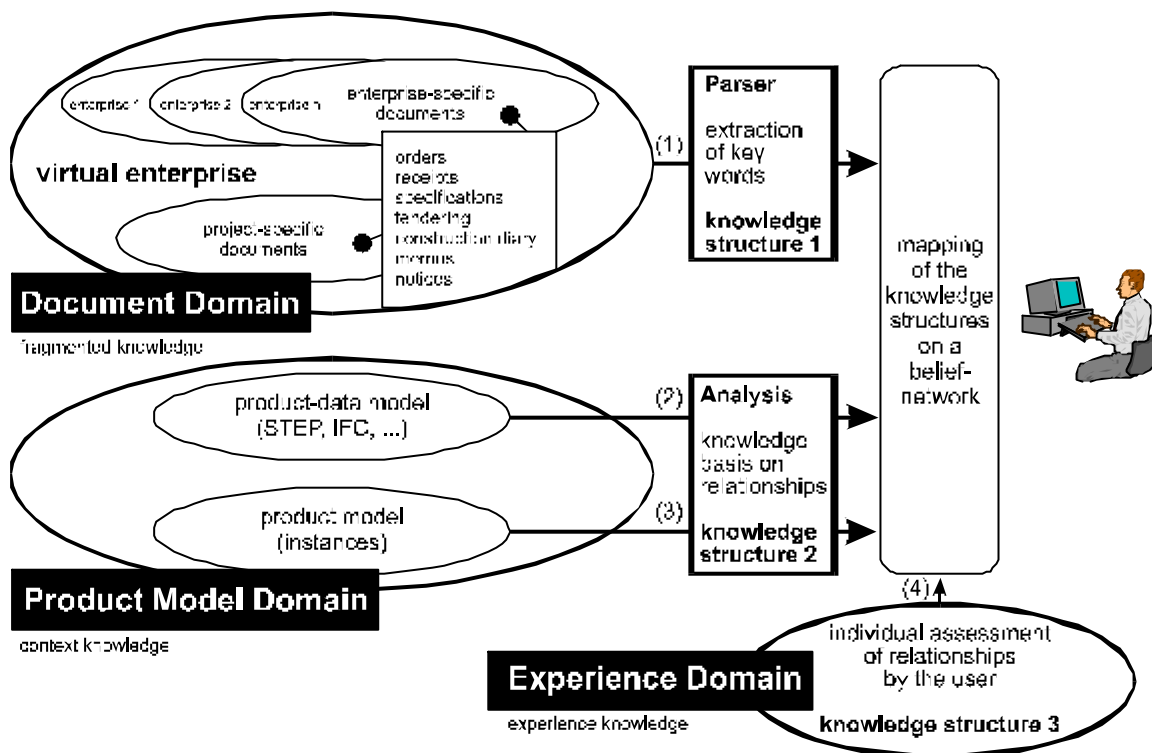 enterprise 1
enterprise 2
enterprise n
enterprise-specific
documents
virtual enterprise
orders
receipts
specifications
tendering
construction diary
memos
notices
project-specific
documents
Document Domain
fragmented knowledge
(1)
Parser
extraction
of key
words
knowledge
structure 1
product-data model
(STEP, IFC, ...)
(2)
product model
(instances)
(3)
Analysis
knowledge
basis on
relationships
knowledge
structure 2
Product Model Domain
context knowledge
mapping
of the
knowledge
structures
on a
belief-
network
(4)
individual assessment
of relationships
by the user
knowledge structure 3
Experience Domain
experience knowledge